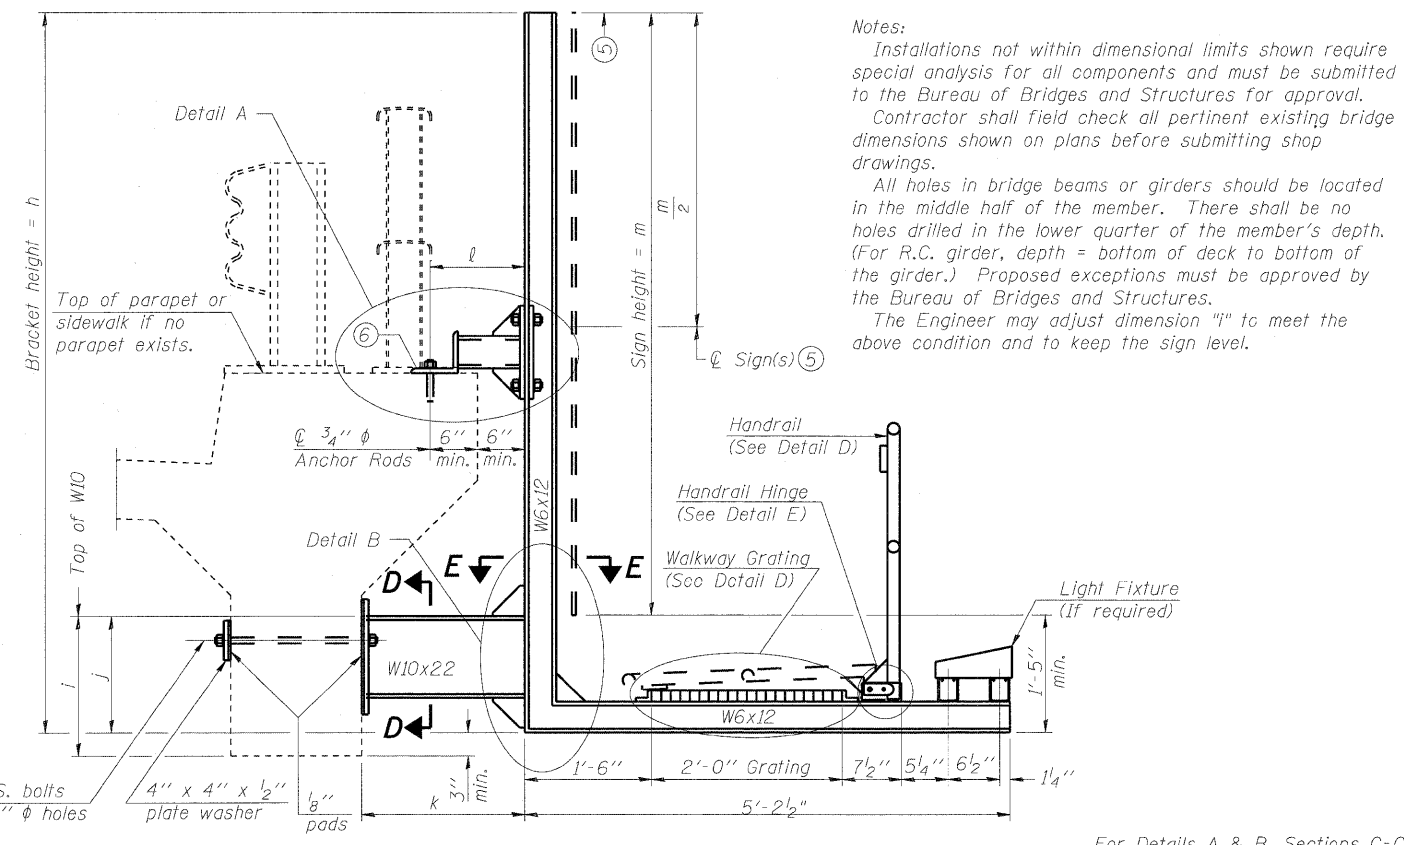 Notes:
Installations not within dimensional limits shown require
special analysis for all components and must be submitted
to the Bureau of Bridges and Structures for approval.
Contractor shall field check all pertinent existing bridge
dimensions shown on plans before submitting shop
drawings.
All holes in bridge beams or girders should be located
in the middle half of the member. There shall be no
holes drilled in the lower quarter of the member's depth.
(For R.C. girder, depth = bottom of deck to bottom of
the girder.) Proposed exceptions must be approved by
the Bureau of Bridges and Structures.
The Engineer may adjust dimension "i" to meet the
above condition and to keep the sign level.
5
Detail A
Bracket height = h
Sign height = m
m
2
ℓ
Top of parapet or
sidewalk if no
parapet exists.
6
℄ Sign(s) 5
℄ 3/4" ϕ
Anchor Rods
6"
min.
6"
min.
W6x12
Handrail
(See Detail D)
Handrail Hinge
(See Detail E)
Walkway Grating
(See Detail D)
Light Fixture
(If required)
Top of W10
Detail B
E
E
D
W10x22
D
i
j
W6x12
1'-5"
min.
1'-6"
2'-0" Grating
7 1/2"
5 1/4"
6 1/2"
1 1/4"
5'-2 1/2"
3"
min.
k
S. bolts
" ϕ holes
4" x 4" x 1/2"
plate washer
1/8"
pads
For Details A & B, Sections C-C